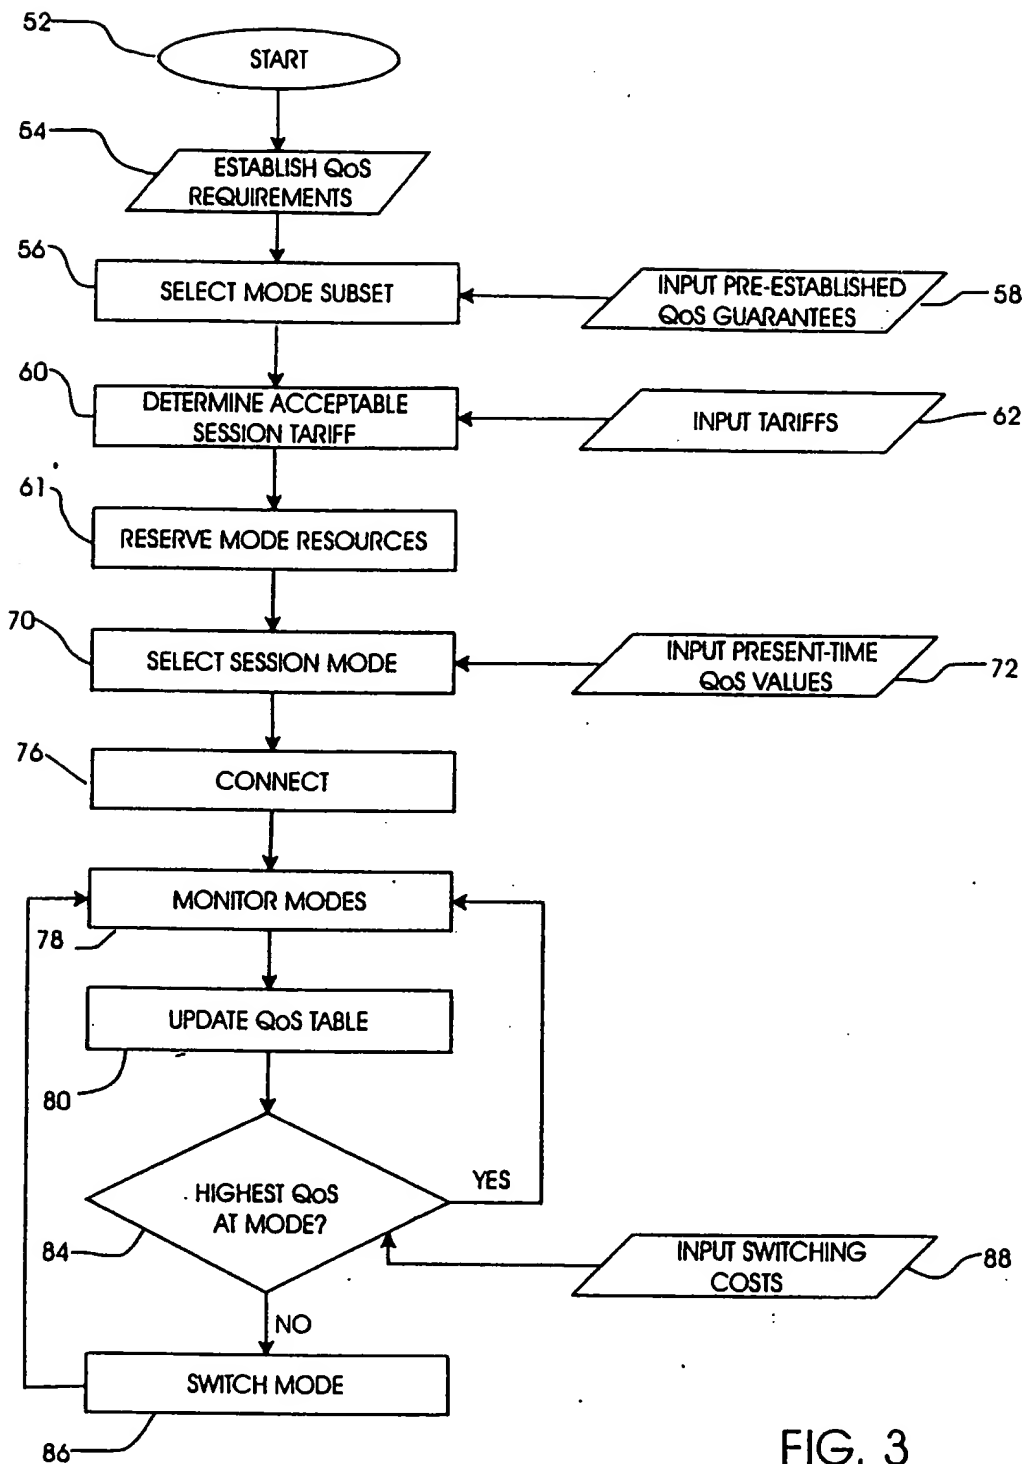 52
START
54
ESTABLISH QoS
REQUIREMENTS
56
SELECT MODE SUBSET
INPUT PRE-ESTABLISHED
QoS GUARANTEES
58
60
DETERMINE ACCEPTABLE
SESSION TARIFF
INPUT TARIFFS
62
61
RESERVE MODE RESOURCES
70
SELECT SESSION MODE
INPUT PRESENT-TIME
QoS VALUES
72
76
CONNECT
MONITOR MODES
78
UPDATE QoS TABLE
80
HIGHEST QoS
AT MODE?
YES
84
INPUT SWITCHING
COSTS
88
NO
SWITCH MODE
86
FIG. 3